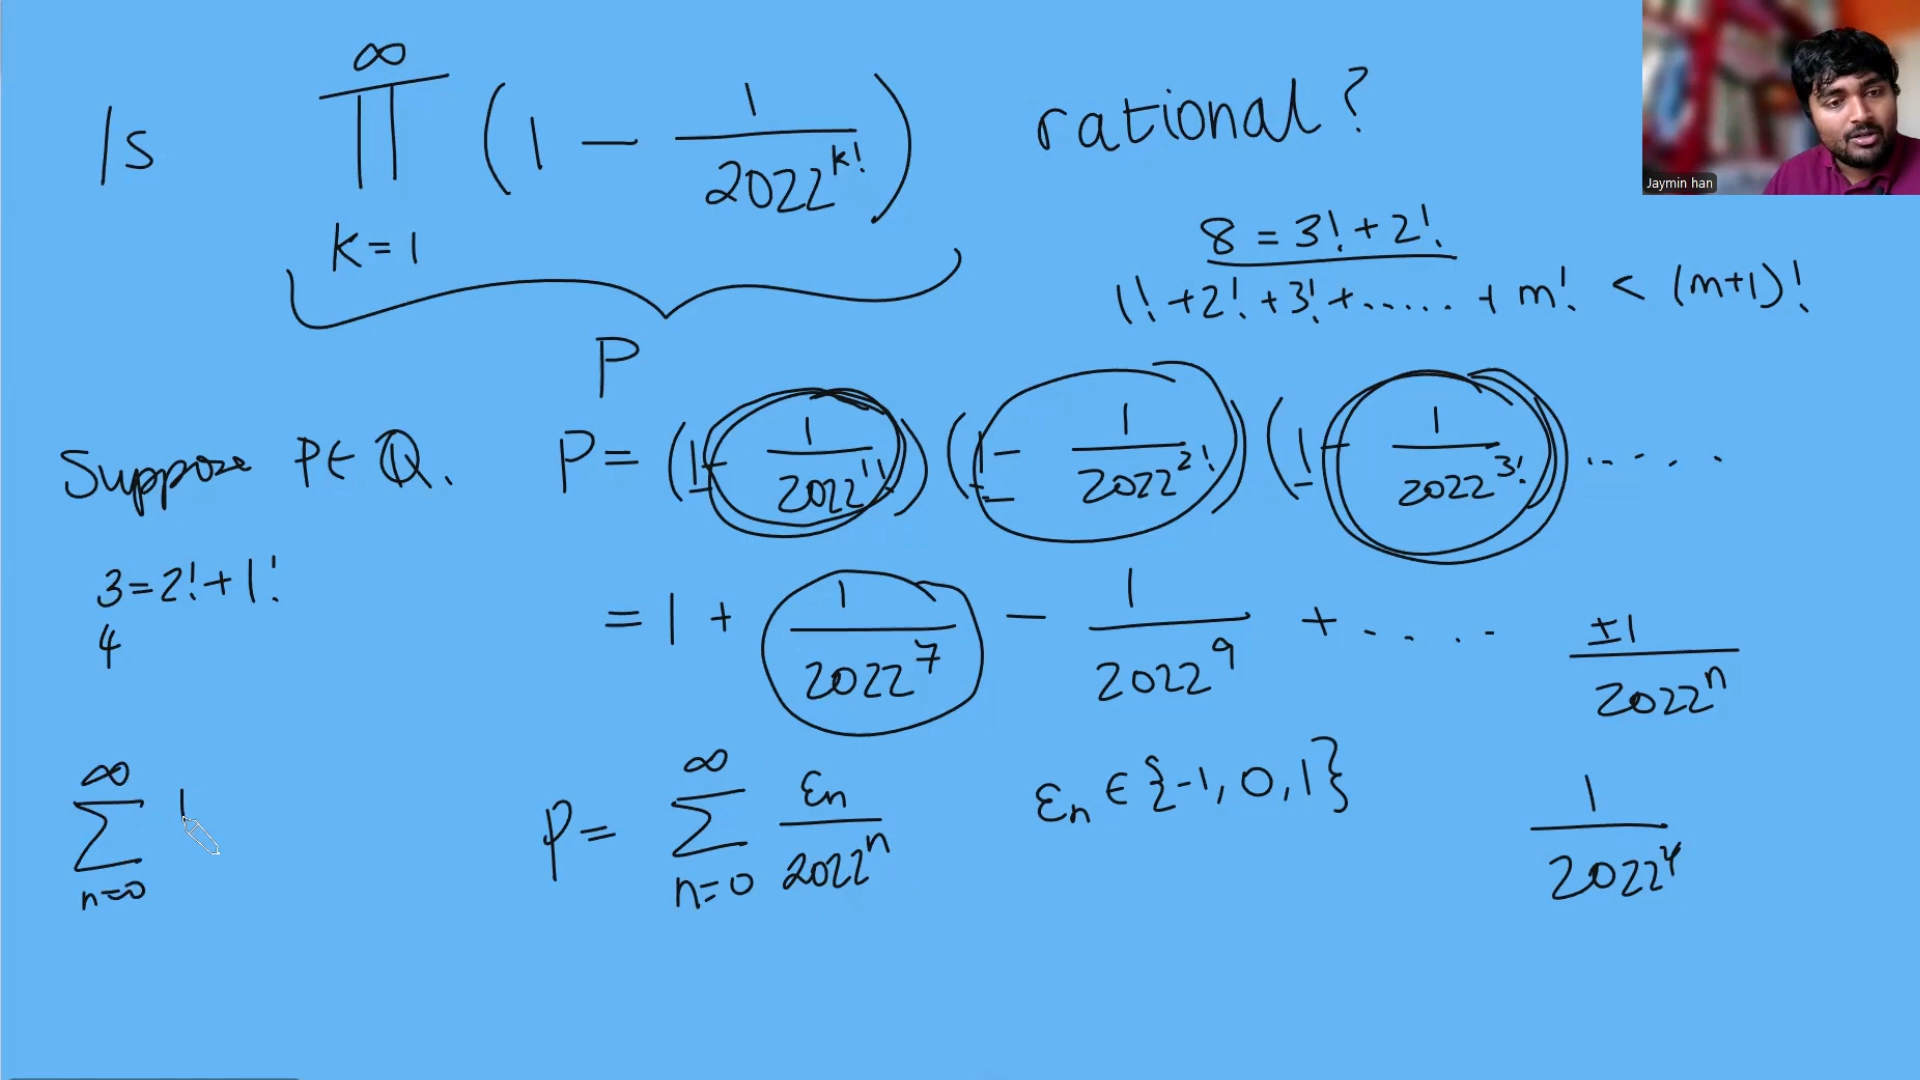 Is ∞ ∏ k=1 (1 − 1/2022^k!) rational?
Jaymin han
8 = 3! + 2!
1! + 2! + 3! + ...... + m! < (m+1)!
P
Suppose P ∈ ℚ. P = (1 − 1/2022^1!) (1 − 1/2022^2!) (1 − 1/2022^3!) .....
3 = 2! + 1!
4
= 1 + 1/2022^7 − 1/2022^9 + .... ±1/2022^n
∞ ∑ n=0 1
P = ∞ ∑ n=0 εn/2022^n εn ∈ {-1, 0, 1} 1/2022^4